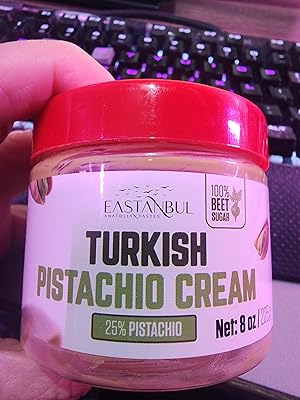 EASTANBUL
ANATOLIAN TASTES
100%
BEET
SUGAR
TURKISH
PISTACHIO CREAM
25% PISTACHIO
Net: 8 oz /